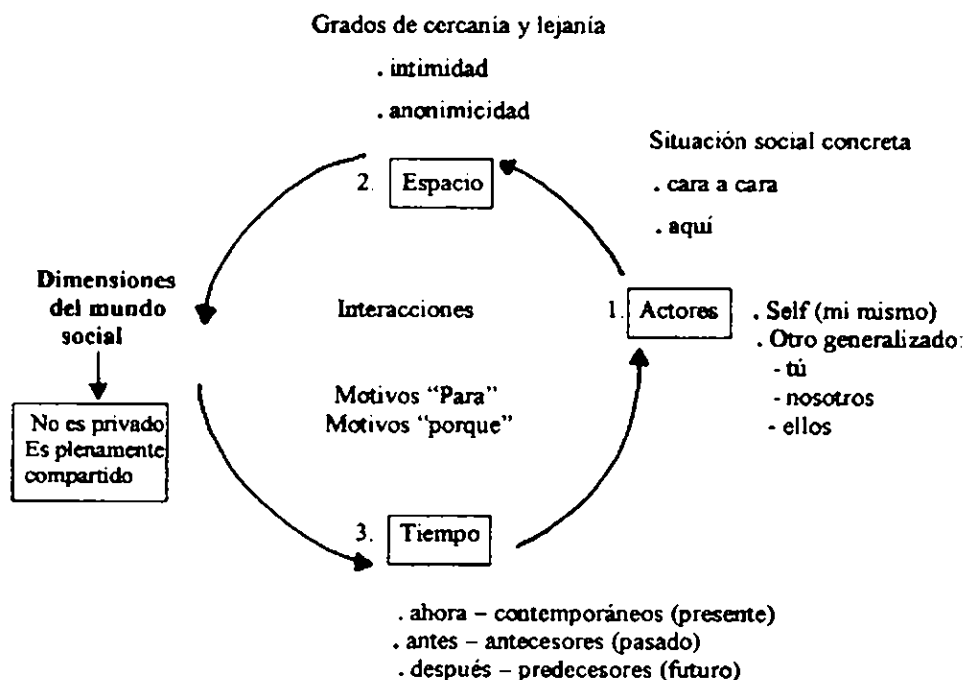 Grados de cercanía y lejanía
. intimidad
. anonimicidad
Situación social concreta
. cara a cara
. aquí
2. Espacio
Dimensiones
del mundo
social
Interacciones
1. Actores
. Self (mi mismo)
. Otro generalizado:
- tú
- nosotros
- ellos
Motivos “Para”
Motivos “porque”
No es privado
Es plenamente
compartido
3. Tiempo
. ahora – contemporáneos (presente)
. antes – antecesores (pasado)
. después – predecesores (futuro)